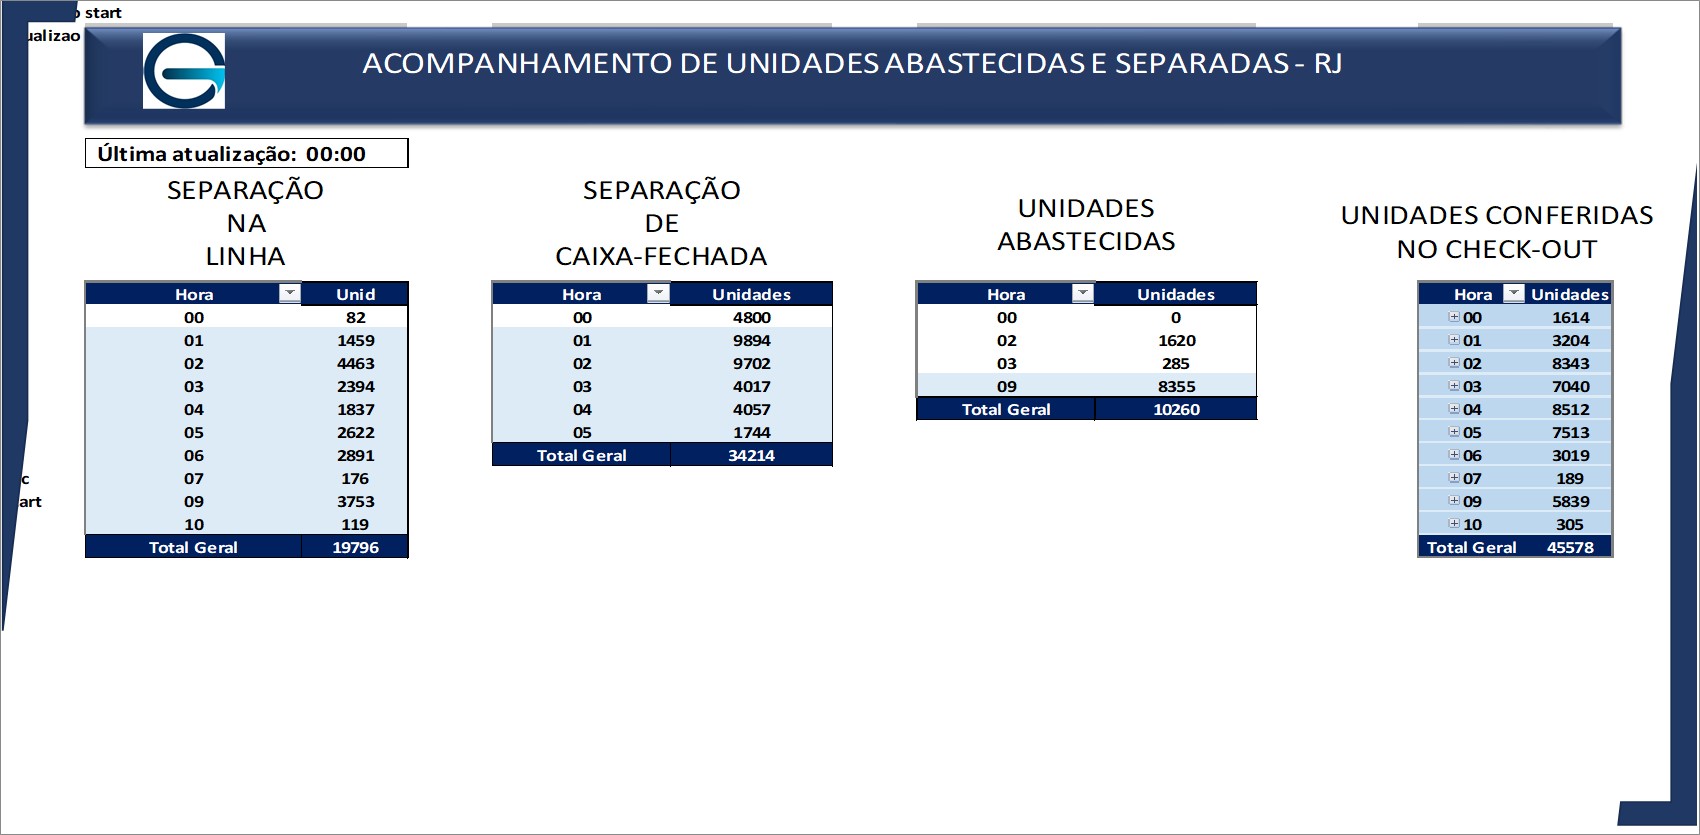 start
ACOMPANHAMENTO DE UNIDADES ABASTECIDAS E SEPARADAS - RJ
Última atualização: 00:00
SEPARAÇÃO
NA
LINHA
Hora Unid
00 82
01 1459
02 4463
03 2394
04 1837
05 2622
06 2891
07 176
09 3753
10 119
Total Geral 19796
SEPARAÇÃO
DE
CAIXA-FECHADA
Hora Unidades
00 4800
01 9894
02 9702
03 4017
04 4057
05 1744
Total Geral 34214
UNIDADES
ABASTECIDAS
Hora Unidades
00 0
02 1620
03 285
09 8355
Total Geral 10260
UNIDADES CONFERIDAS
NO CHECK-OUT
Hora Unidades
00 1614
01 3204
02 8343
03 7040
04 8512
05 7513
06 3019
07 189
09 5839
10 305
Total Geral 45578